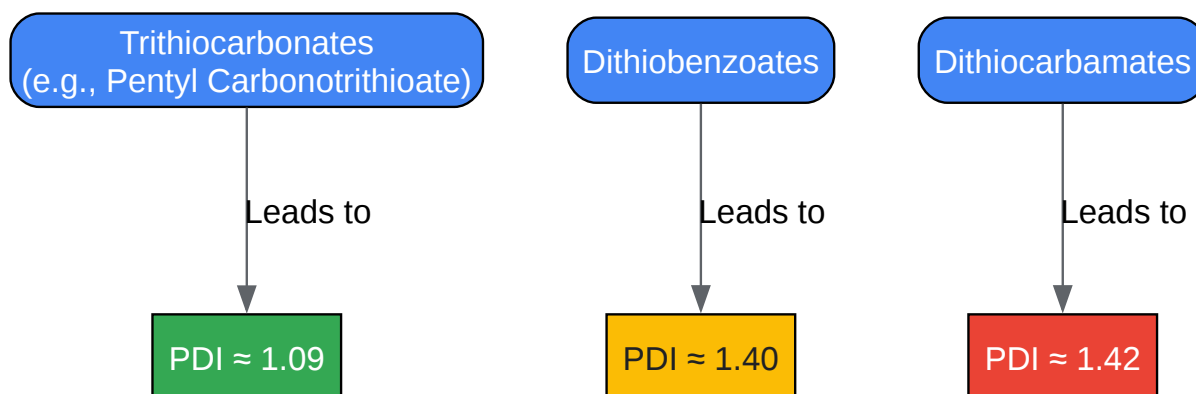 Trithiocarbonates
(e.g., Pentyl Carbonotrithioate)
Dithiobenzoates
Dithiocarbamates
Leads to
Leads to
Leads to
PDI ≈ 1.09
PDI ≈ 1.40
PDI ≈ 1.42